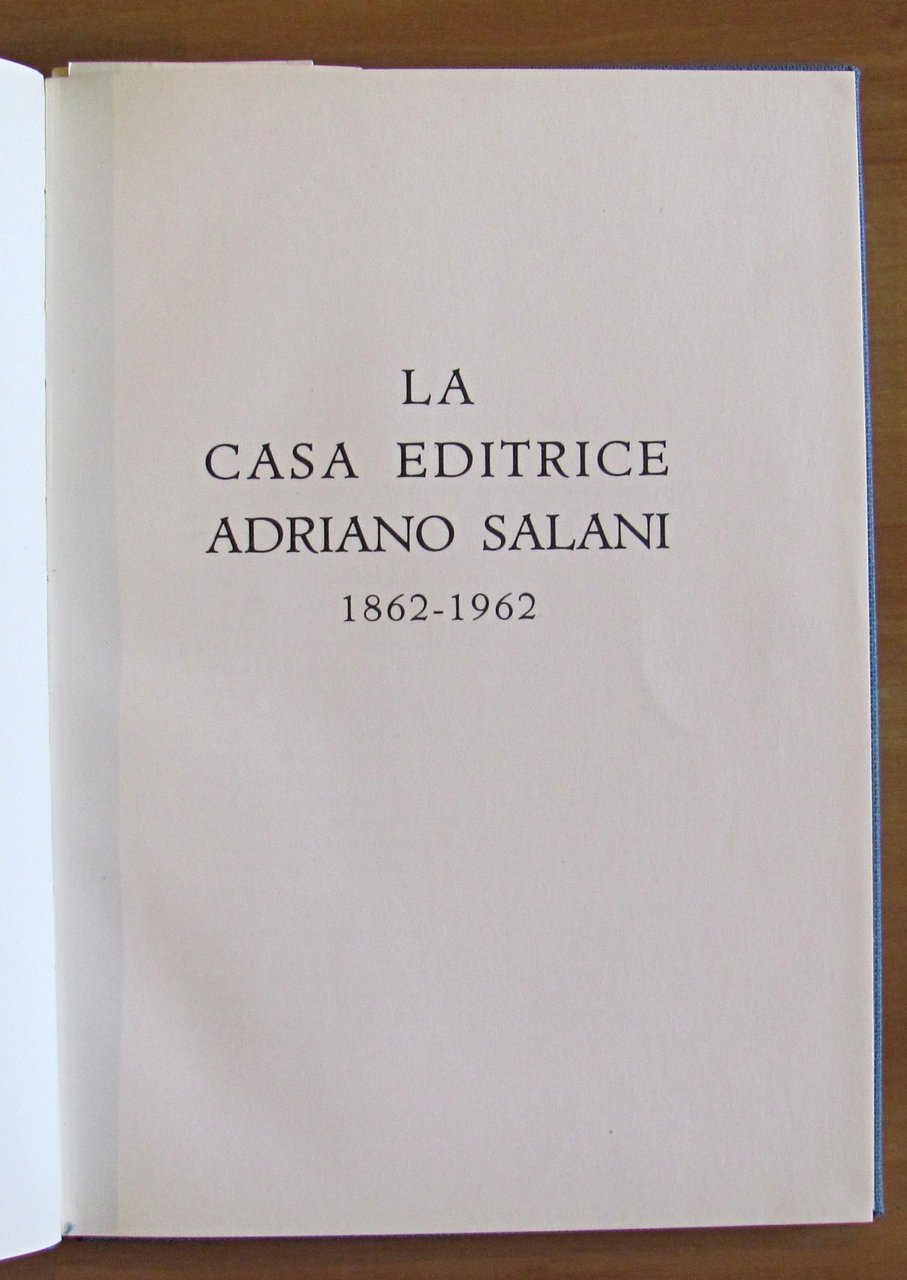 LA
CASA EDITRICE
ADRIANO SALANI
1862-1962